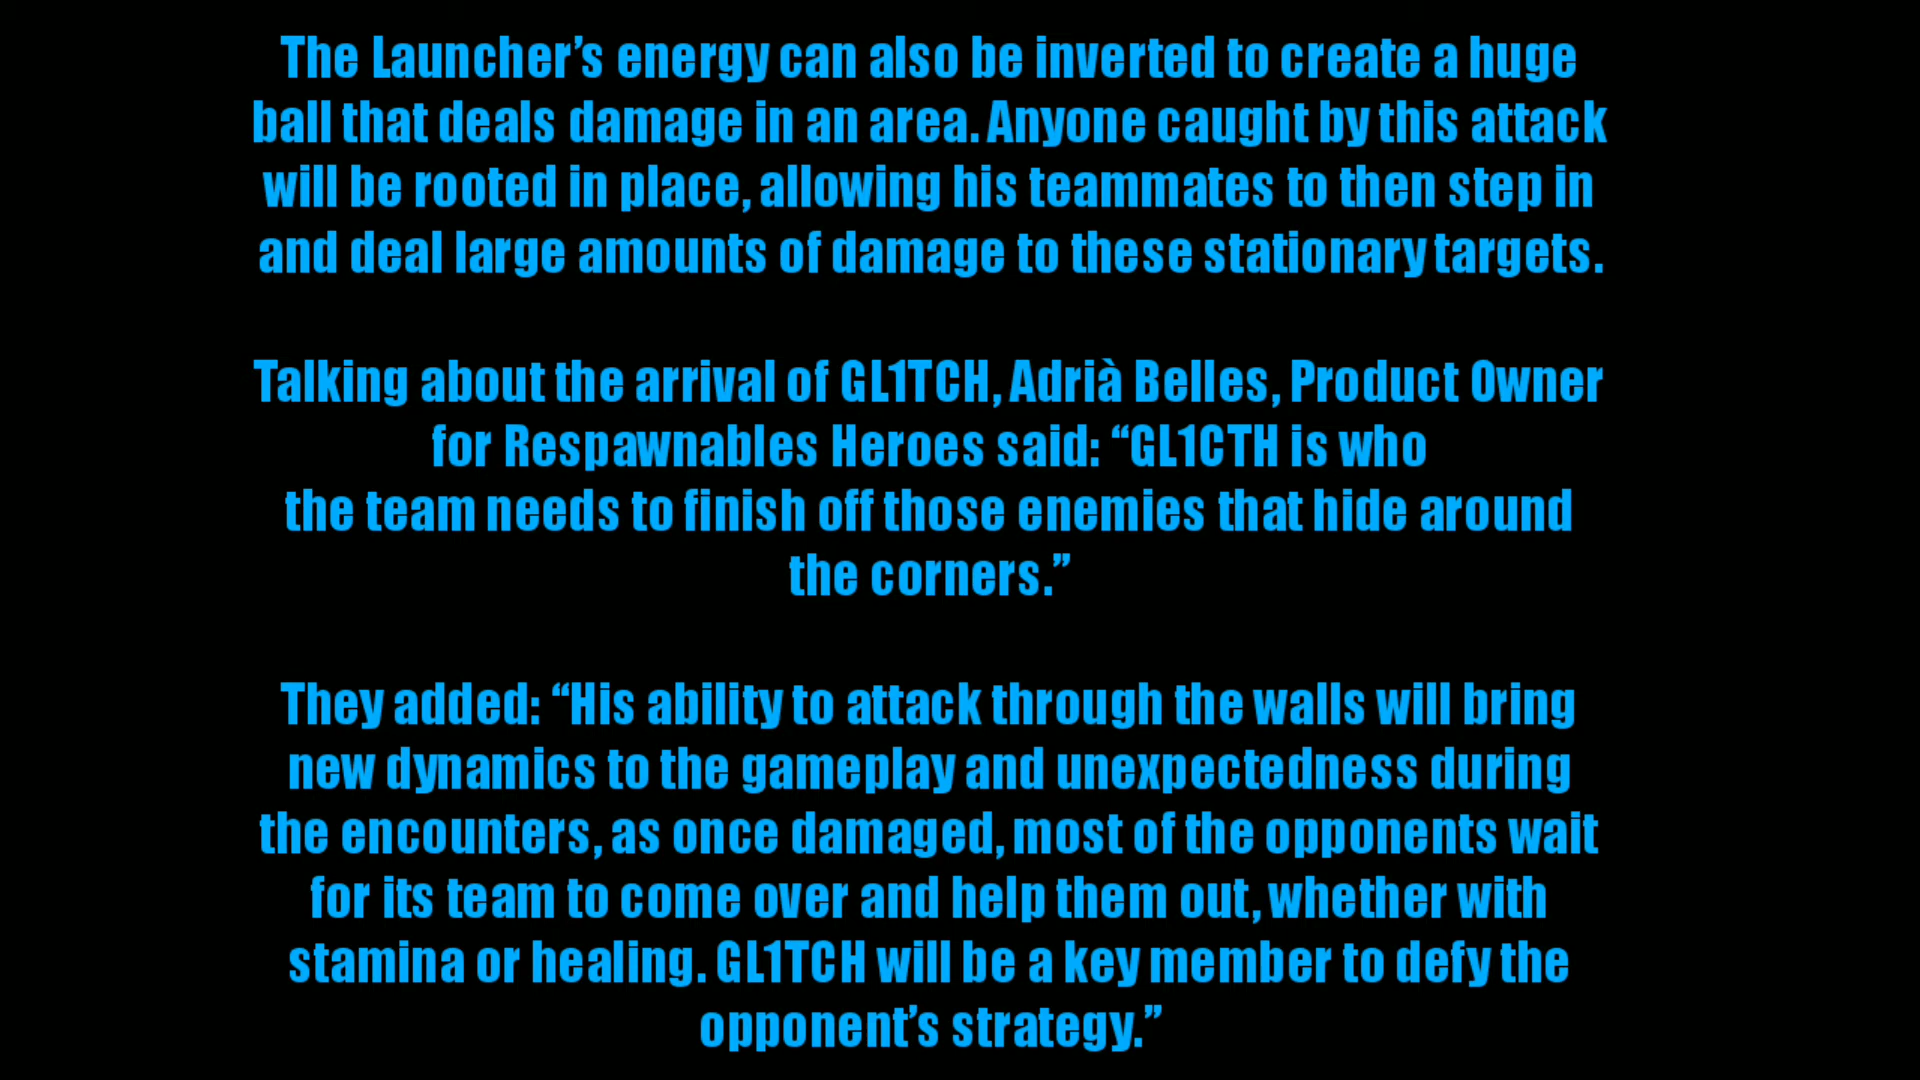 The Launcher’s energy can also be inverted to create a huge
ball that deals damage in an area. Anyone caught by this attack
will be rooted in place, allowing his teammates to then step in
and deal large amounts of damage to these stationary targets.
Talking about the arrival of GL1TCH, Adrià Belles, Product Owner
for Respawnables Heroes said: “GL1CTH is who
the team needs to finish off those enemies that hide around
the corners.”
They added: “His ability to attack through the walls will bring
new dynamics to the gameplay and unexpectedness during
the encounters, as once damaged, most of the opponents wait
for its team to come over and help them out, whether with
stamina or healing. GL1TCH will be a key member to defy the
opponent’s strategy.”